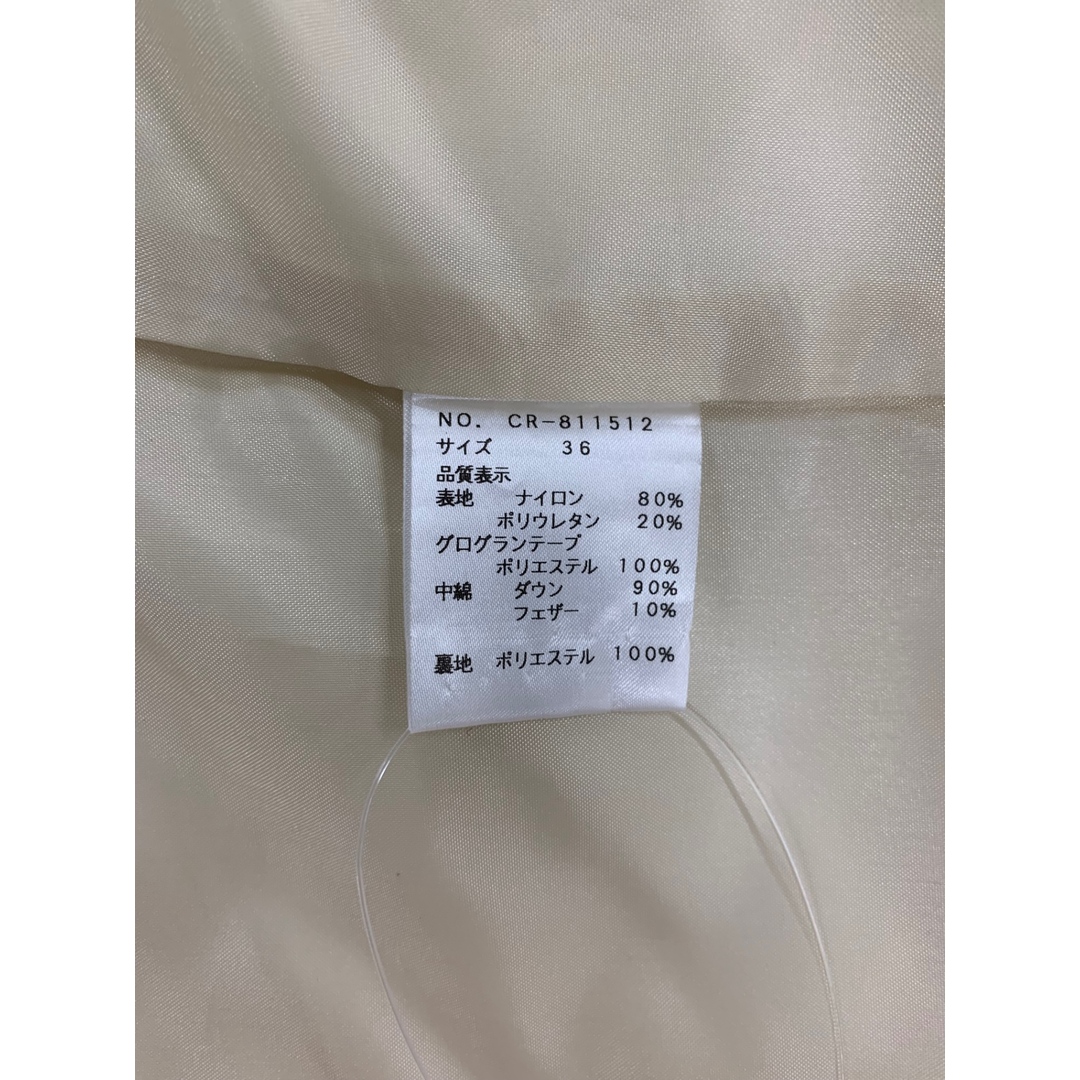 NO. CR-811512
サイズ 36
品質表示
表地 ナイロン 80%
ポリウレタン 20%
グログランテープ
ポリエステル 100%
中綿 ダウン 90%
フェザー 10%
裏地 ポリエステル 100%